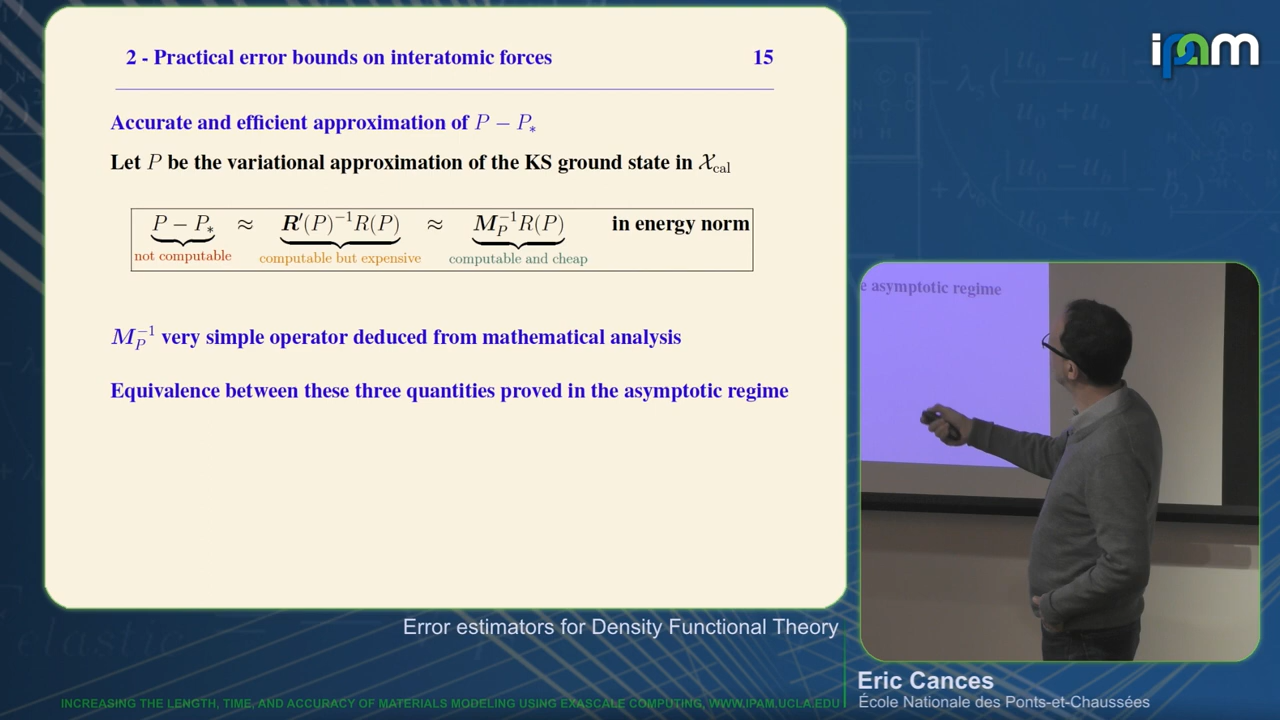 2 - Practical error bounds on interatomic forces 15
Accurate and efficient approximation of P − P∗
Let P be the variational approximation of the KS ground state in 𝒳cal
P − P∗ ≈ R′(P)⁻¹R(P) ≈ M_P⁻¹R(P) in energy norm
not computable computable but expensive computable and cheap
M_P⁻¹ very simple operator deduced from mathematical analysis
Equivalence between these three quantities proved in the asymptotic regime
ipam
e asymptotic regime
Error estimators for Density Functional Theory
Eric Cances
École Nationale des Ponts-et-Chaussées
INCREASING THE LENGTH, TIME, AND ACCURACY OF MATERIALS MODELING USING EXASCALE COMPUTING, WWW.IPAM.UCLA.EDU
elastic